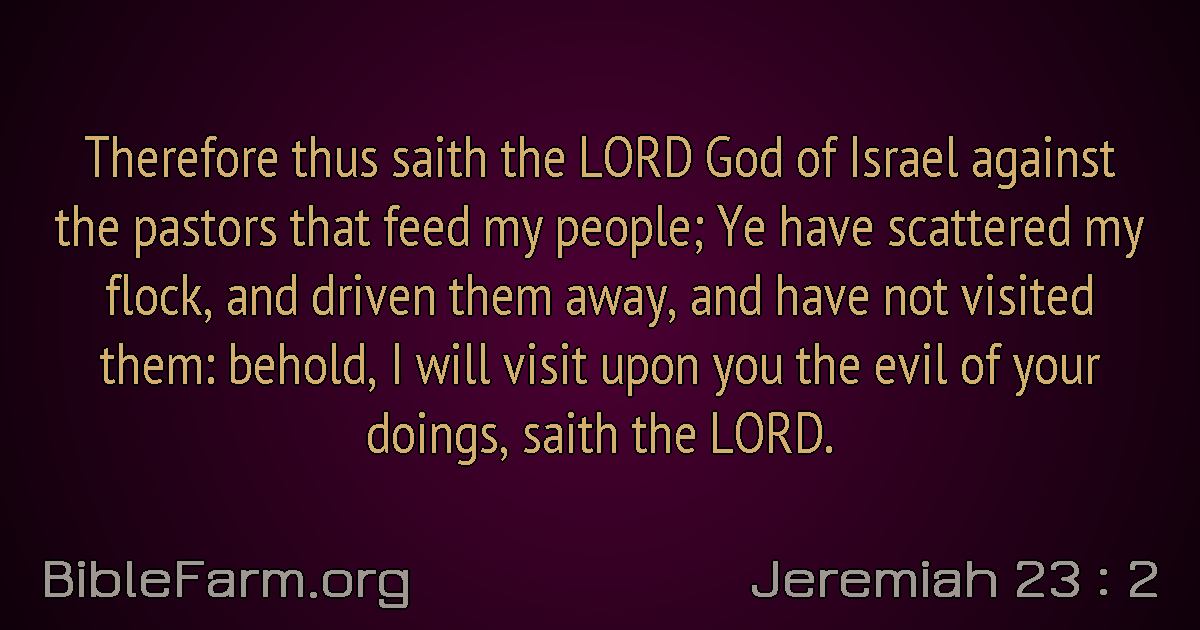 Therefore thus saith the LORD God of Israel against
the pastors that feed my people; Ye have scattered my
flock, and driven them away, and have not visited
them: behold, I will visit upon you the evil of your
doings, saith the LORD.
BibleFarm.org
Jeremiah 23 : 2